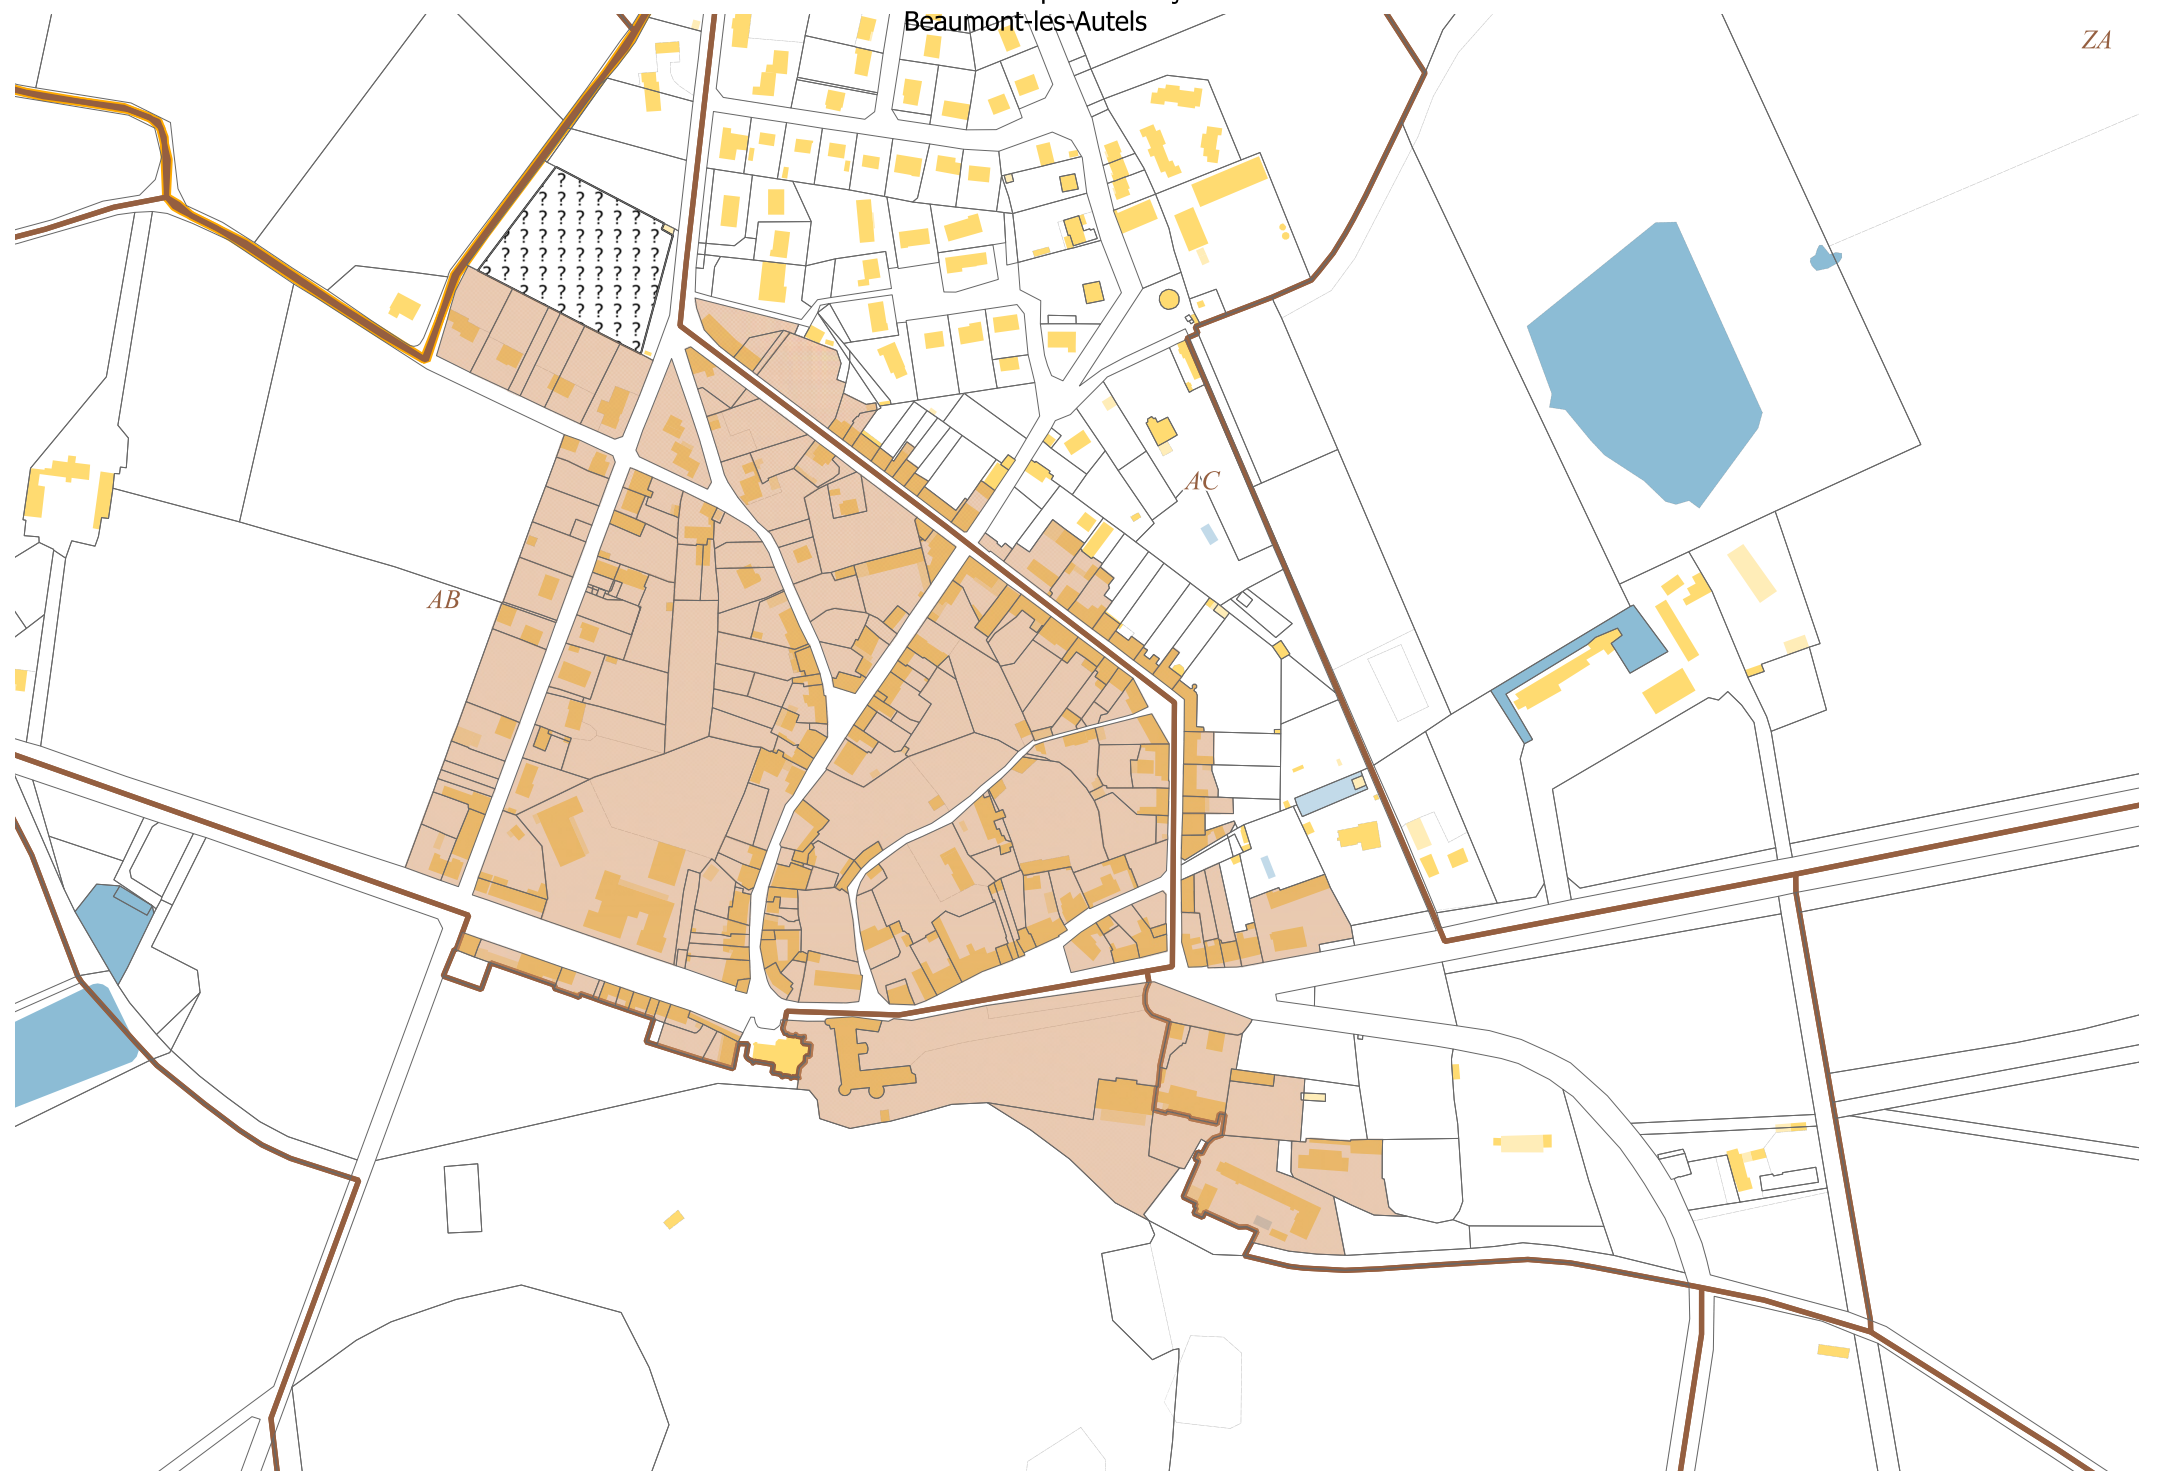 Beaumont-les-Autels
ZA
AC
AB
? ?
? ? ? ?
? ? ? ? ? ? ? ?
? ? ? ? ? ? ? ? ?
? ? ? ? ? ? ? ? ?
? ? ? ? ? ? ? ? ? ?
? ? ? ? ? ? ? ?
? ? ? ? ?
? ? ?
?